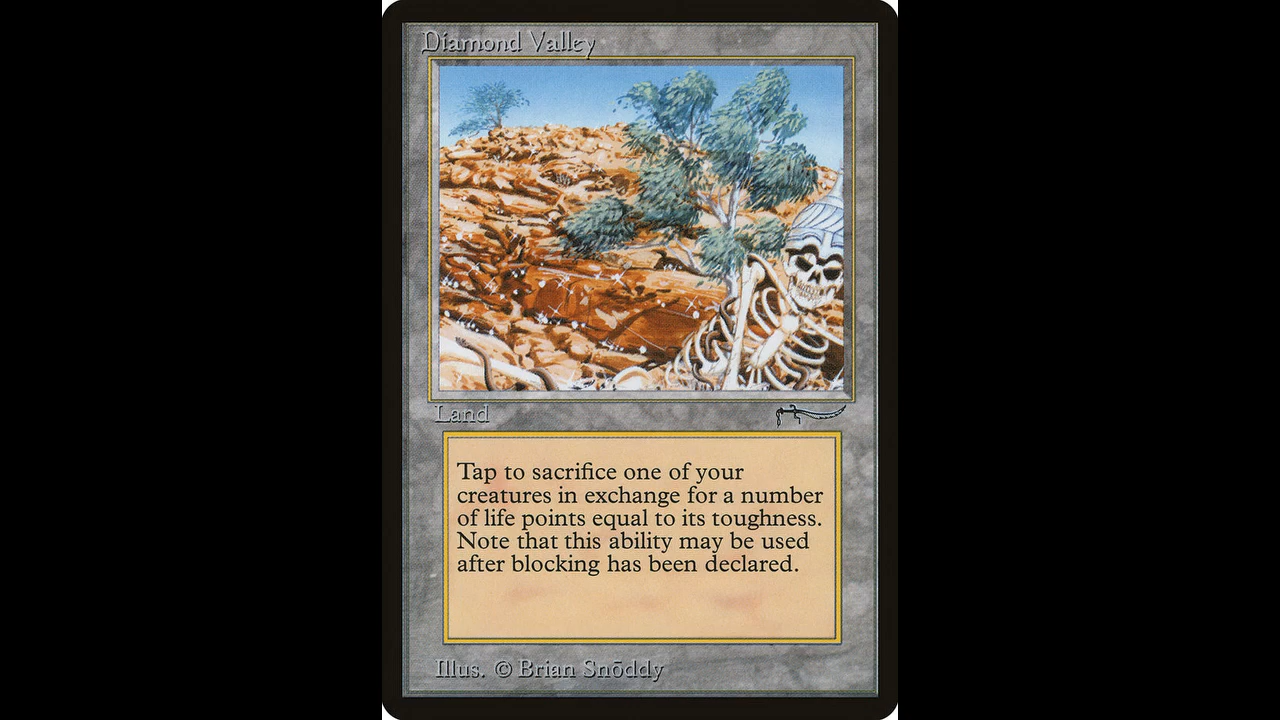 Diamond Valley
Land
Tap to sacrifice one of your
creatures in exchange for a number
of life points equal to its toughness.
Note that this ability may be used
after blocking has been declared.
Illus. © Brian Snōddy